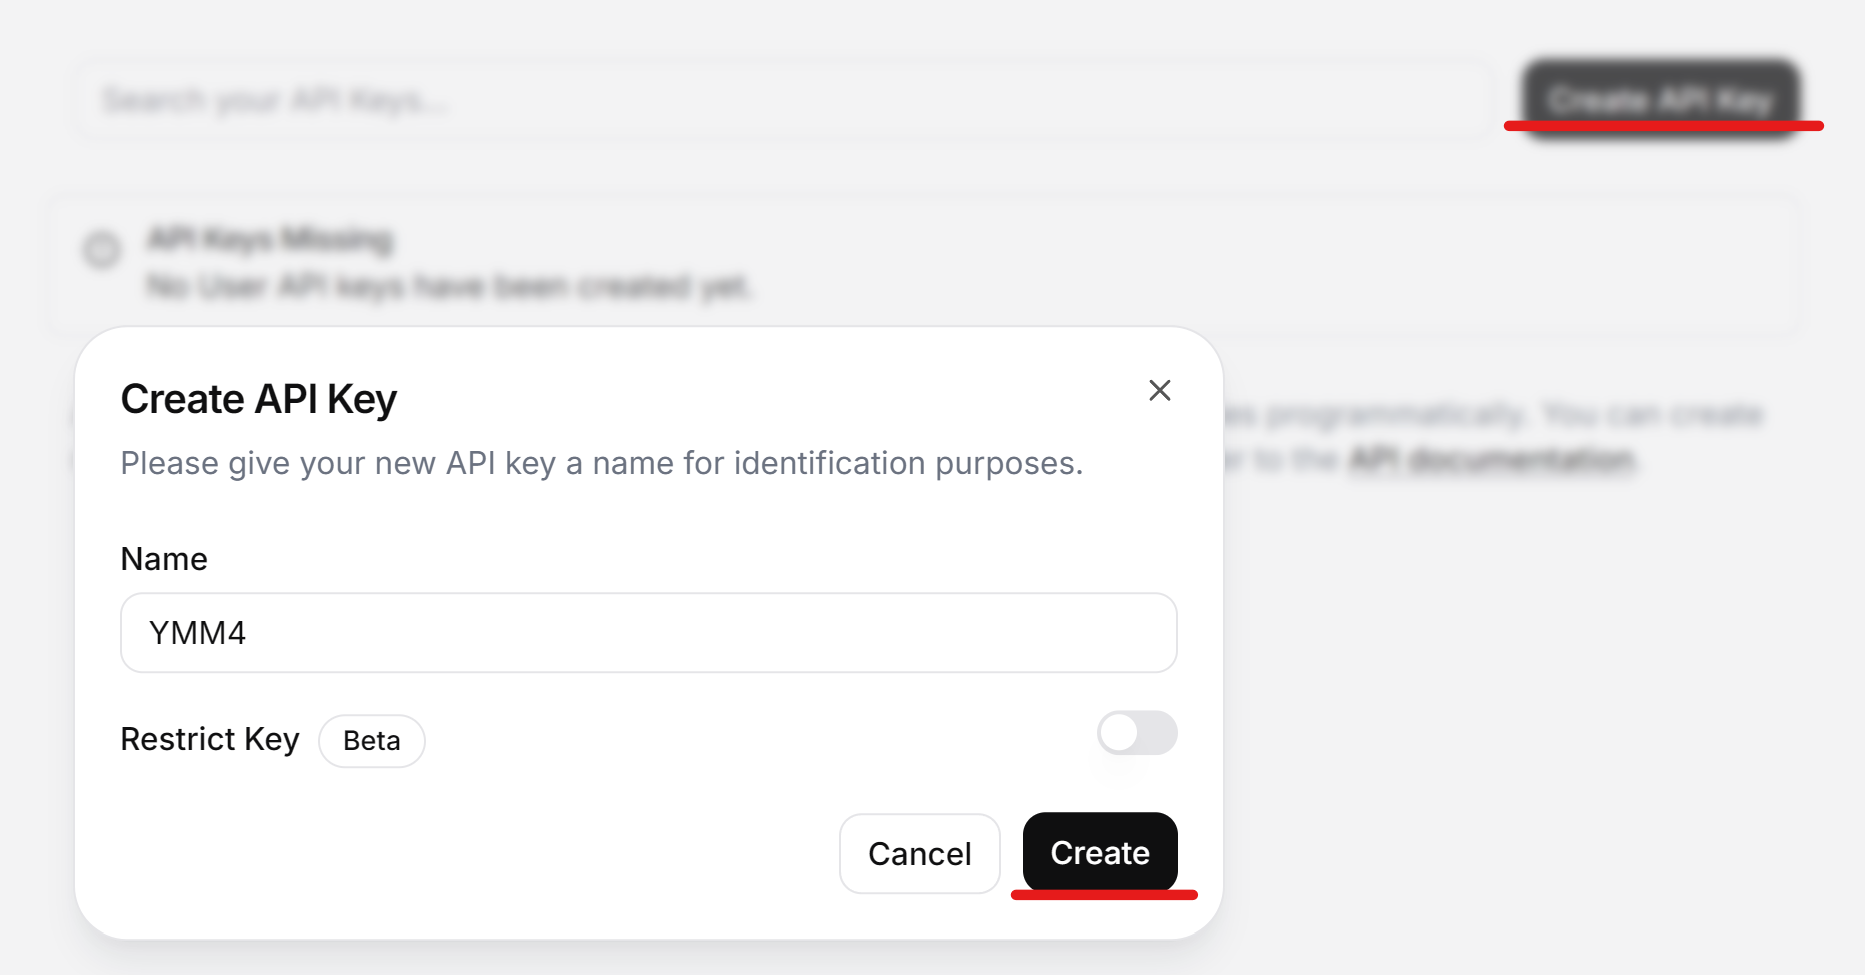 Search your API Keys...
Create API Key
API Keys Missing
No User API keys have been created yet.
es programmatically. You can create
to the API documentation.
Create API Key
Please give your new API key a name for identification purposes.
Name
YMM4
Restrict Key
Beta
Cancel
Create